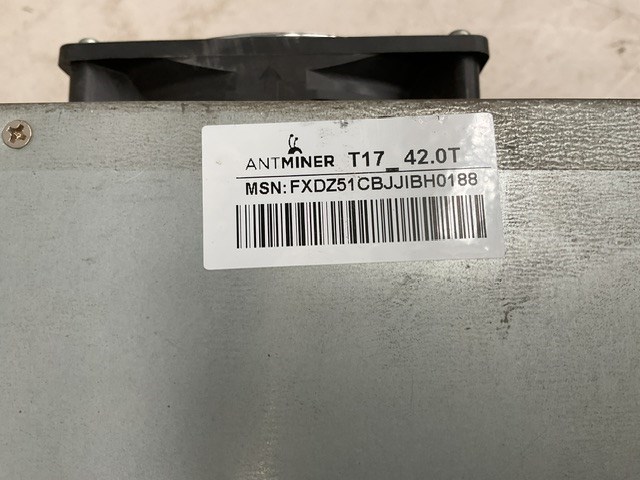 ANTMINER T17_42.0T
MSN:FXDZ51CBJJIBH0188